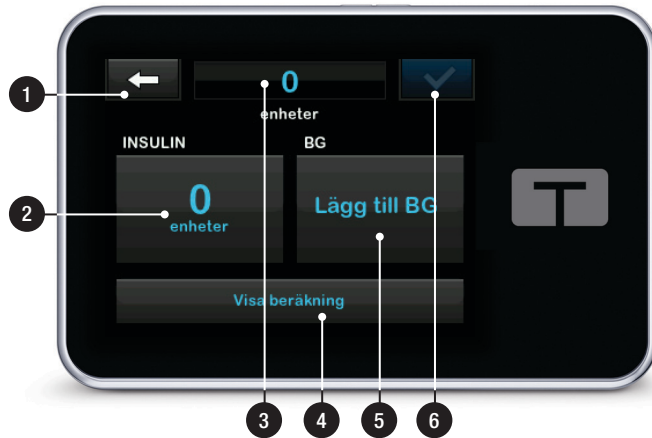 0
enheter
INSULIN
BG
0
enheter
Lägg till BG
Visa beräkning
1
2
3
4
5
6
T